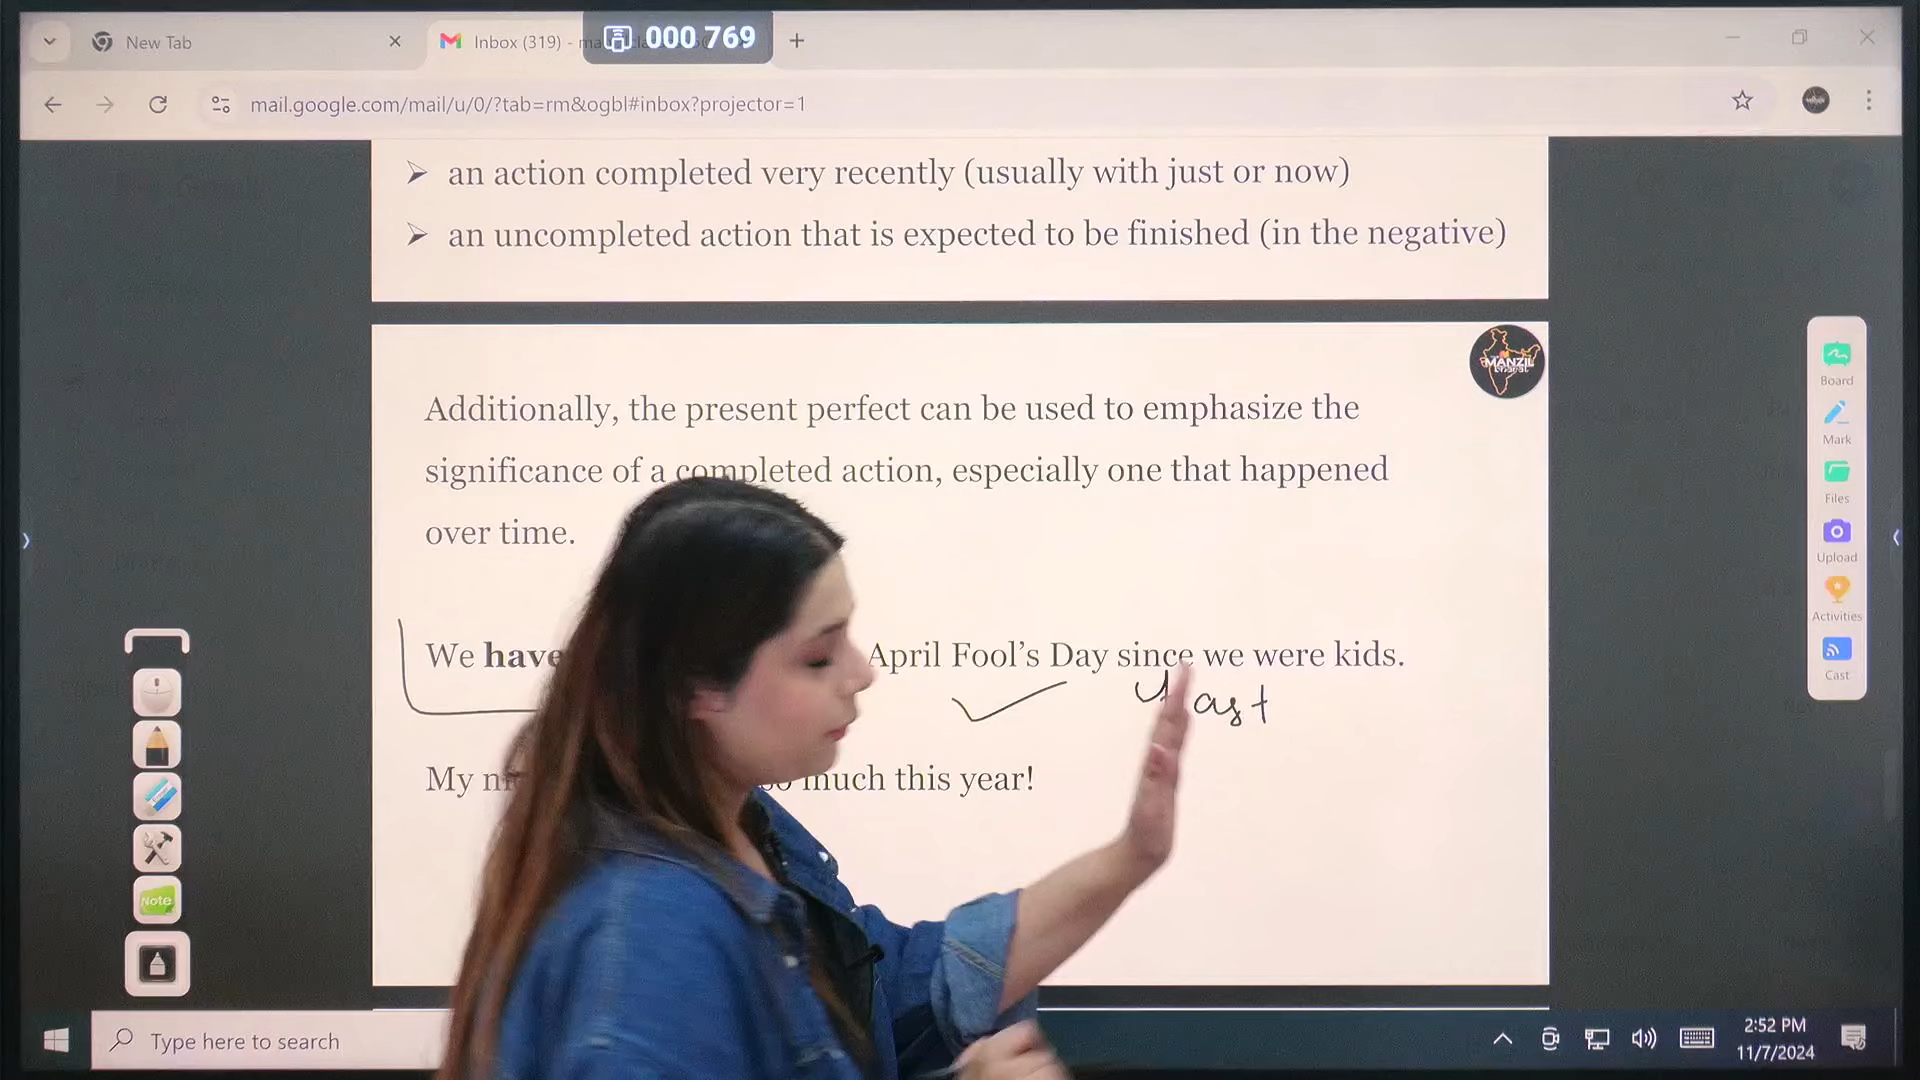 New Tab
Inbox (319) -
000 769
mail.google.com/mail/u/0/?tab=rm&ogbl#inbox?projector=1
➢ an action completed very recently (usually with just or now)
➢ an uncompleted action that is expected to be finished (in the negative)
MANZIL
Additionally, the present perfect can be used to emphasize the
significance of a completed action, especially one that happened
over time.
We have April Fool’s Day since we were kids.
My much this year!
Board
Mark
Files
Upload
Activities
Cast
Note
Type here to search
2:52 PM
11/7/2024